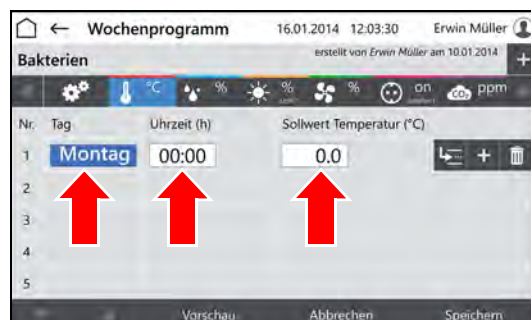 Wochenprogramm 16.01.2014 12:03:30 Erwin Müller
Bakterien erstellt von Erwin Müller am 10.01.2014 +
°C % % % on ppm
CO₂
Nr. Tag Uhrzeit (h) Sollwert Temperatur (°C)
1 Montag 00:00 0.0 +
2
3
4
5
Vorschau Abbrechen Speichern